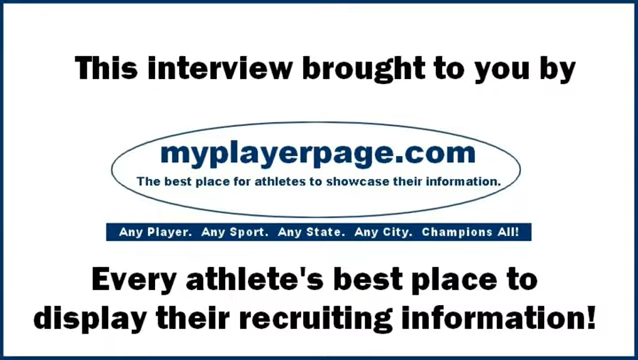 This interview brought to you by
myplayerpage.com
The best place for athletes to showcase their information.
Any Player. Any Sport. Any State. Any City. Champions All!
Every athlete's best place to
display their recruiting information!